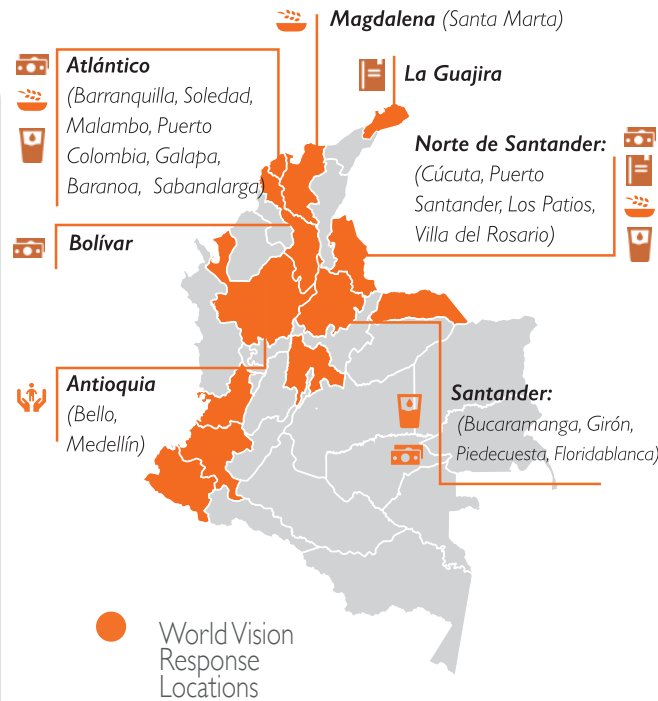 Magdalena (Santa Marta)
Atlántico
(Barranquilla, Soledad,
Malambo, Puerto
Colombia, Galapa,
Baranoa, Sabanalarga)
La Guajira
Norte de Santander:
(Cúcuta, Puerto
Santander, Los Patios,
Villa del Rosario)
Bolívar
Antioquia
(Bello,
Medellín)
Santander:
(Bucaramanga, Girón,
Piedecuesta, Floridablanca)
World Vision
Response
Locations